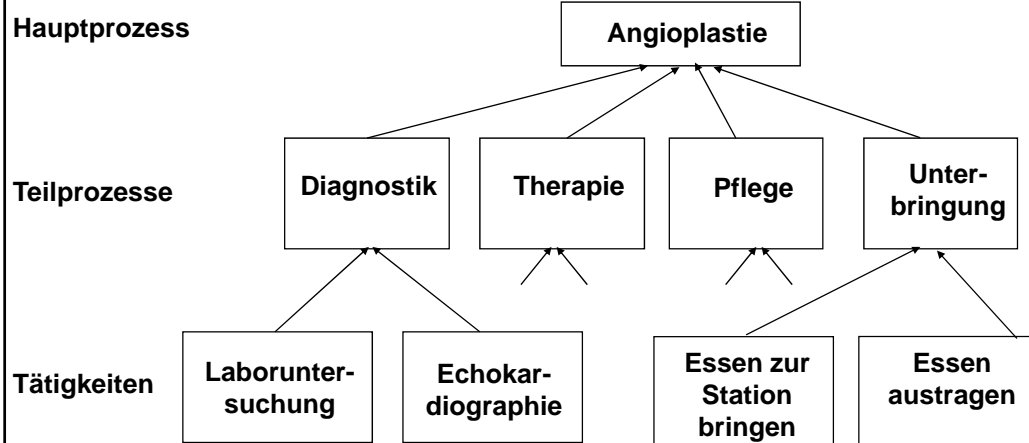 Hauptprozess
Angioplastie
Teilprozesse
Diagnostik
Therapie
Pflege
Unter-
bringung
Tätigkeiten
Laborunter-
suchung
Echokar-
diographie
Essen zur
Station
bringen
Essen
austragen